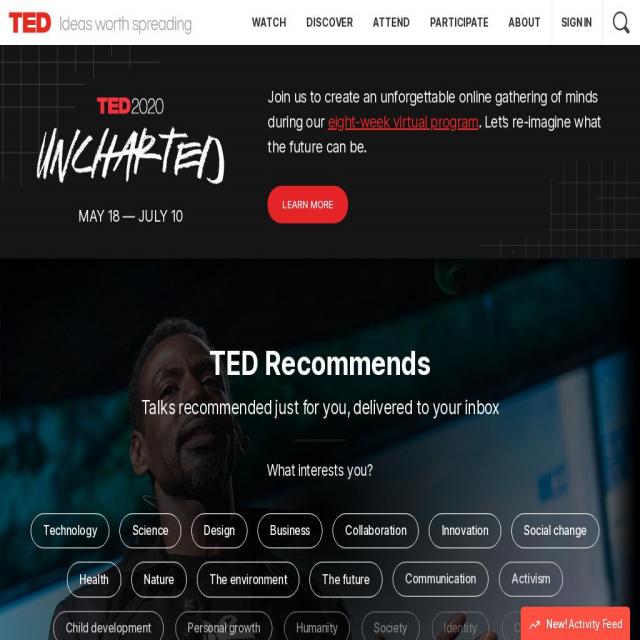 TED Ideas worth spreading
WATCH DISCOVER ATTEND PARTICIPATE ABOUT SIGN IN
TED2020
UNCHARTED
MAY 18 — JULY 10
Join us to create an unforgettable online gathering of minds
during our eight-week virtual program. Let's re-imagine what
the future can be.
LEARN MORE
TED Recommends
Talks recommended just for you, delivered to your inbox
What interests you?
Technology Science Design Business Collaboration Innovation Social change
Health Nature The environment The future Communication Activism
Child development Personal growth Humanity Society Identity
New! Activity Feed